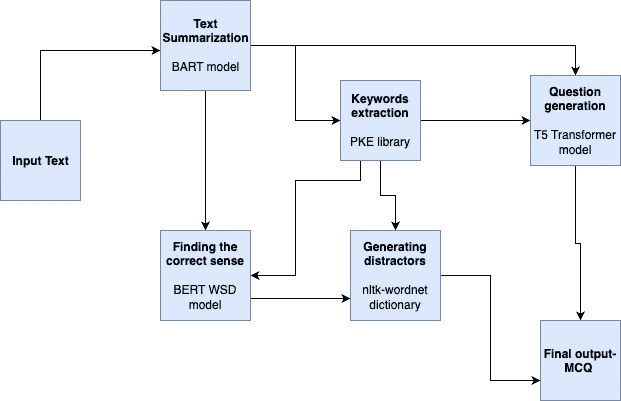 Text
Summarization
BART model
Keywords
extraction
PKE library
Question
generation
T5 Transformer
model
Input Text
Finding the
correct sense
BERT WSD
model
Generating
distractors
nltk-wordnet
dictionary
Final output-
MCQ